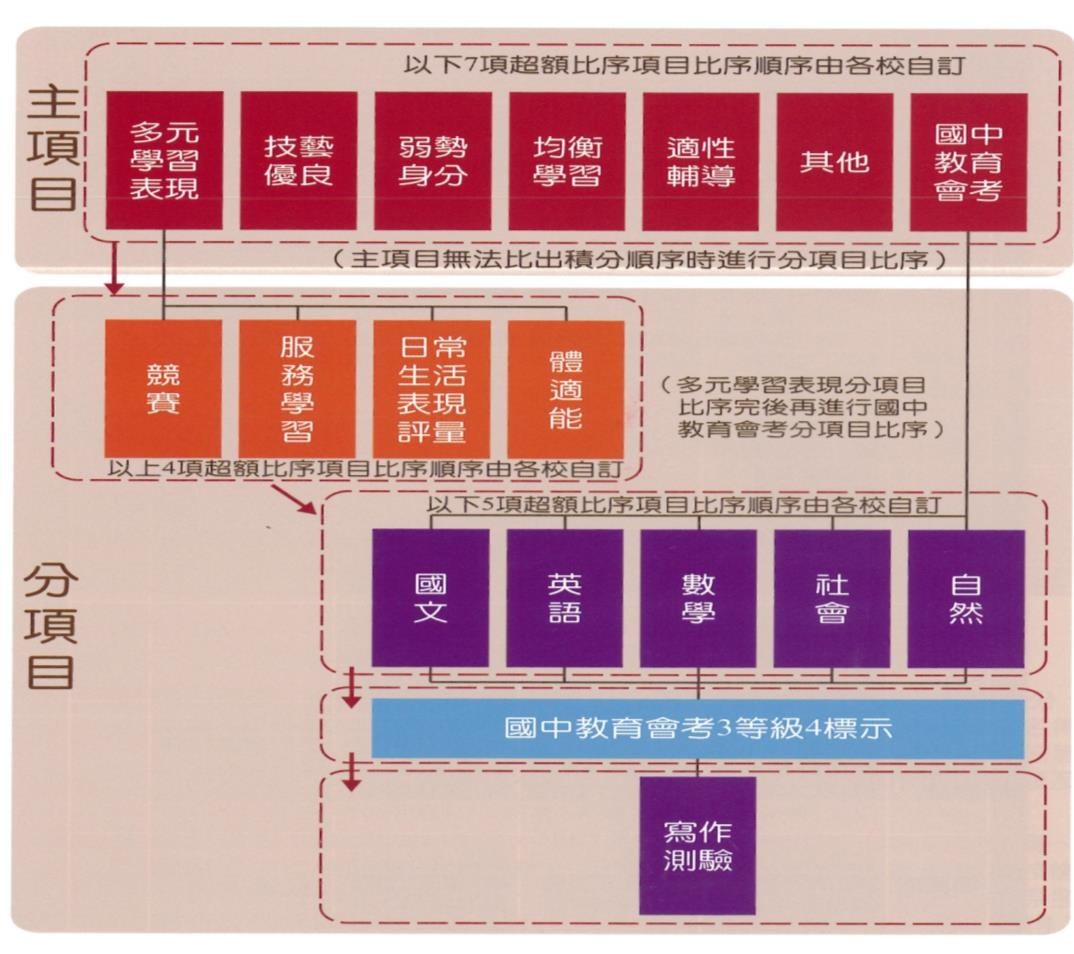 主項目
以下7項超額比序項目比序順序由各校自訂
多元
學習
表現
技藝
優良
弱勢
身分
均衡
學習
適性
輔導
其他
國中
教育
會考
（主項目無法比出積分順序時進行分項目比序）
分項目
競賽
服務學習
日常
生活
表現
評量
體適能
（多元學習表現分項目
比序完後再進行國中
教育會考分項目比序）
以上4項超額比序項目比序順序由各校自訂
以下5項超額比序項目比序順序由各校自訂
國文
英語
數學
社會
自然
國中教育會考3等級4標示
寫作
測驗